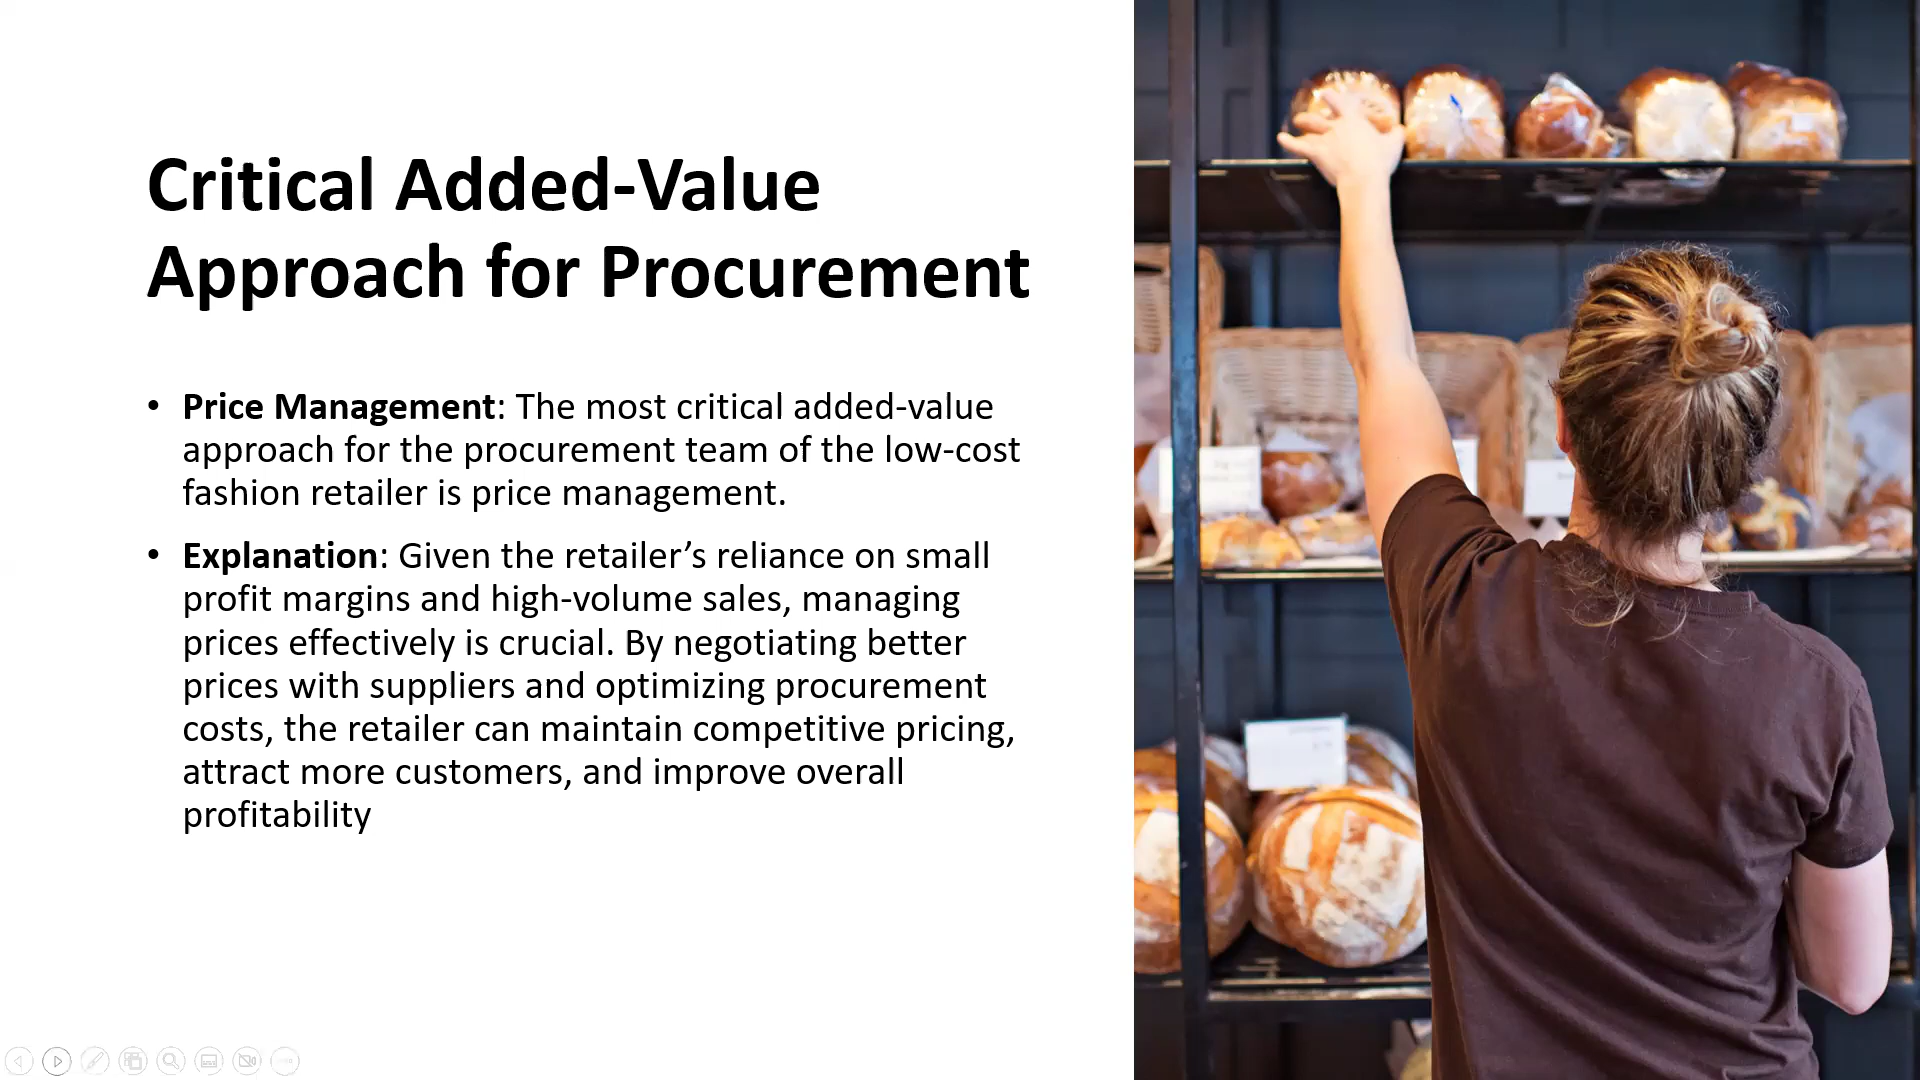 Critical Added-Value
Approach for Procurement
• Price Management: The most critical added-value
approach for the procurement team of the low-cost
fashion retailer is price management.
• Explanation: Given the retailer’s reliance on small
profit margins and high-volume sales, managing
prices effectively is crucial. By negotiating better
prices with suppliers and optimizing procurement
costs, the retailer can maintain competitive pricing,
attract more customers, and improve overall
profitability